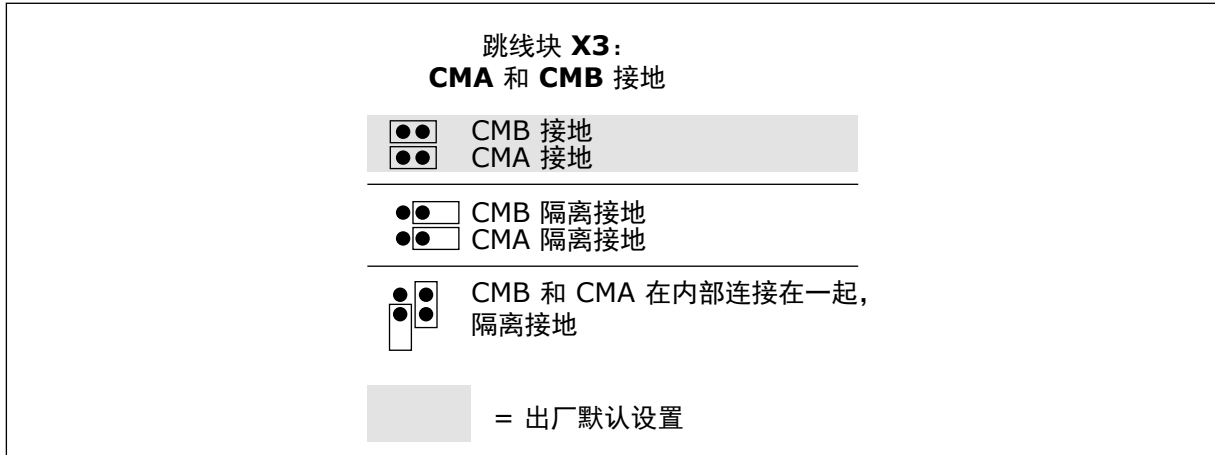 跳线块 X3：
CMA 和 CMB 接地
CMB 接地
CMA 接地
CMB 隔离接地
CMA 隔离接地
CMB 和 CMA 在内部连接在一起，
隔离接地
= 出厂默认设置